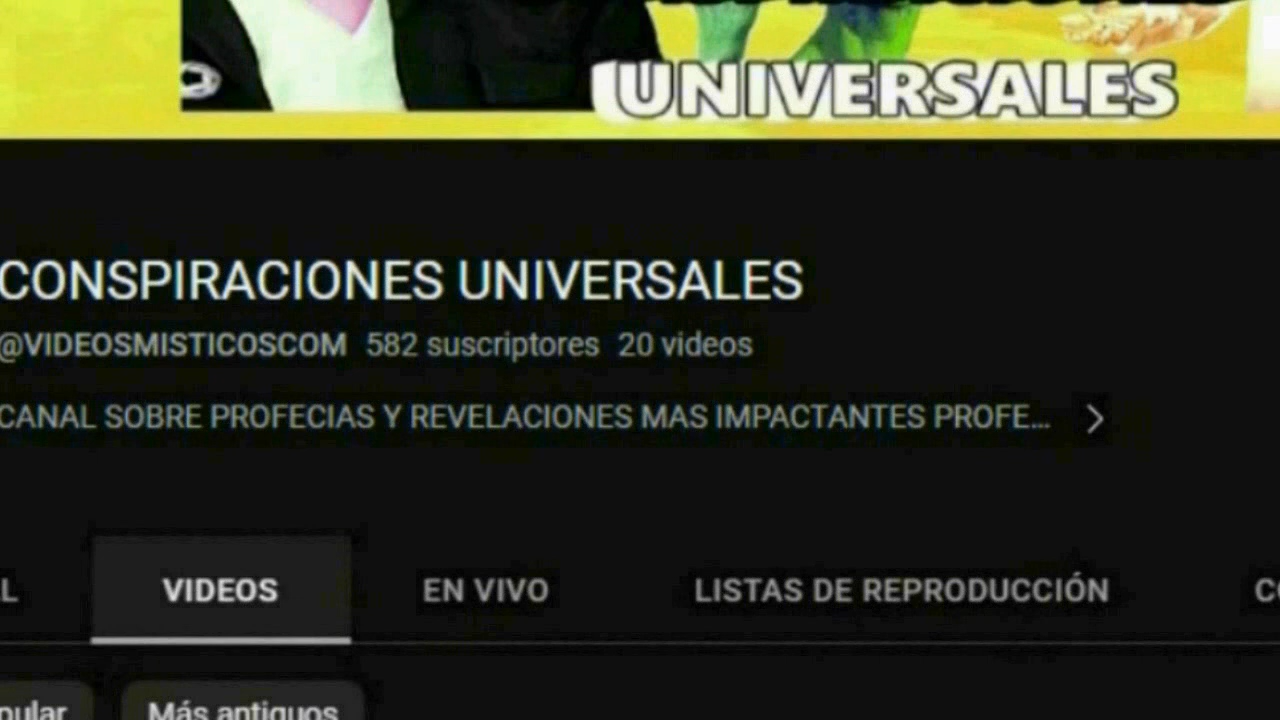 UNIVERSALES
CONSPIRACIONES UNIVERSALES
@VIDEOSMISTICOSCOM 582 suscriptores 20 videos
CANAL SOBRE PROFECIAS Y REVELACIONES MAS IMPACTANTES PROFE...
VIDEOS EN VIVO LISTAS DE REPRODUCCIÓN
Más antiguos